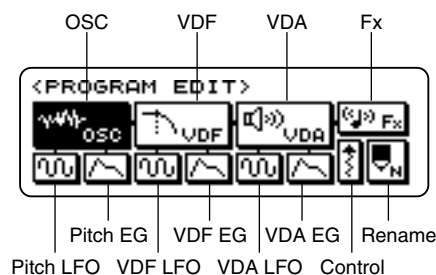 OSC VDF VDA Fx
<PROGRAM EDIT>
OSC VDF VDA Fx
N
Pitch EG VDF EG VDA EG Rename
Pitch LFO VDF LFO VDA LFO Control